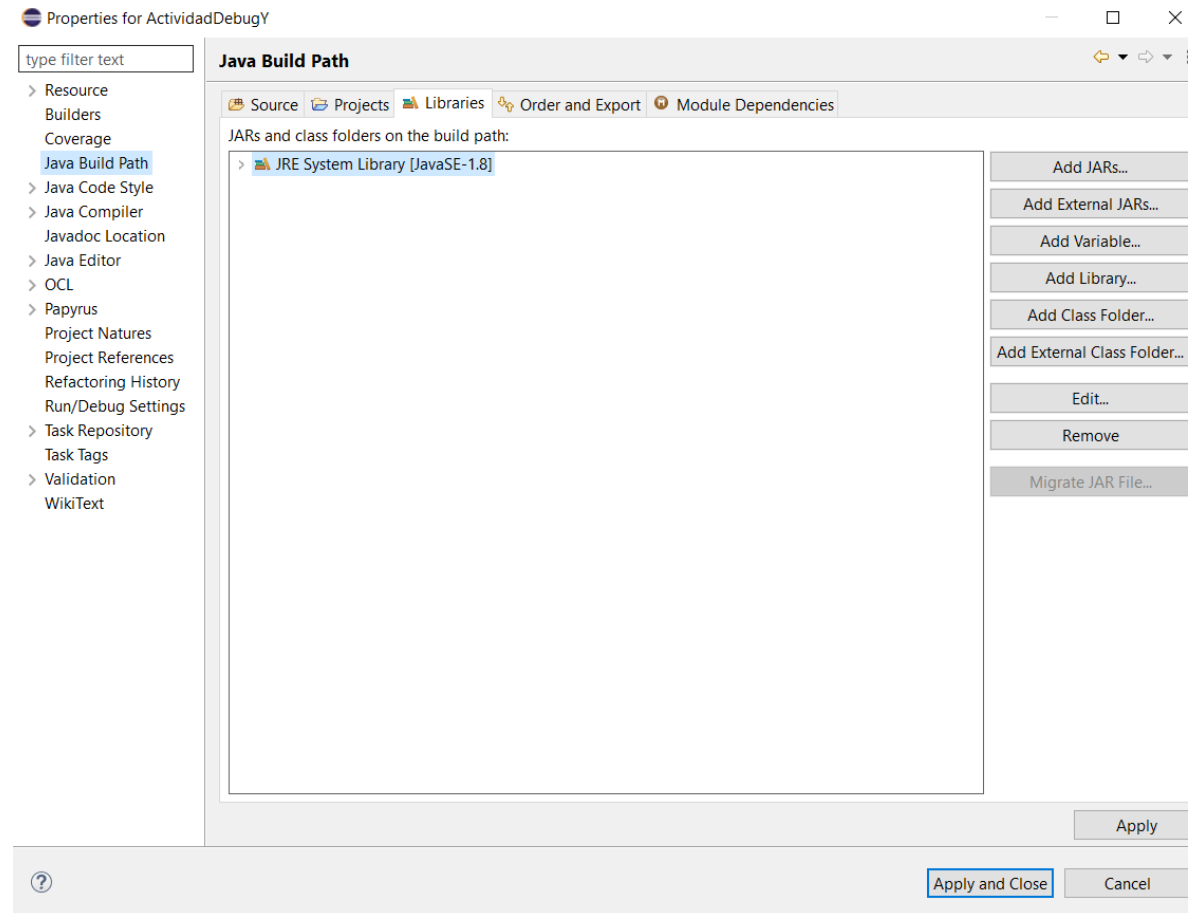 Properties for ActividadDebugY
type filter text
Java Build Path
Resource
Builders
Coverage
Java Build Path
Java Code Style
Java Compiler
Javadoc Location
Java Editor
OCL
Papyrus
Project Natures
Project References
Refactoring History
Run/Debug Settings
Task Repository
Task Tags
Validation
WikiText
Source Projects Libraries Order and Export Module Dependencies
JARs and class folders on the build path:
JRE System Library [JavaSE-1.8]
Add JARs...
Add External JARs...
Add Variable...
Add Library...
Add Class Folder...
Add External Class Folder...
Edit...
Remove
Migrate JAR File...
Apply
?
Apply and Close Cancel